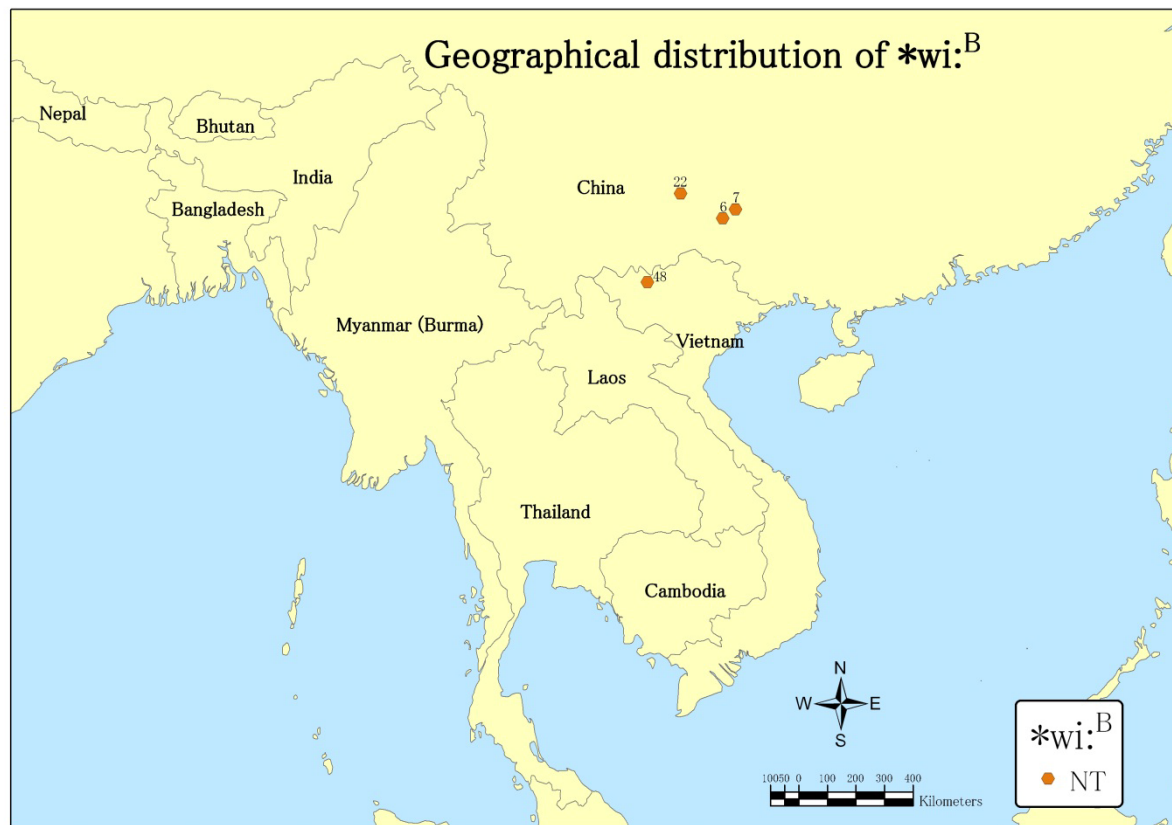 Geographical distribution of *wi:B
Nepal
Bhutan
India
Bangladesh
China
22
7
6
48
Myanmar (Burma)
Vietnam
Laos
Thailand
Cambodia
N
W E
S
*wi:B
NT
10050 0 100 200 300 400
Kilometers